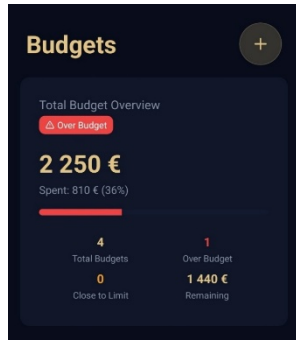 Budgets
+
Total Budget Overview
Over Budget
2 250 €
Spent: 810 € (36%)
4 1
Total Budgets Over Budget
0 1 440 €
Close to Limit Remaining